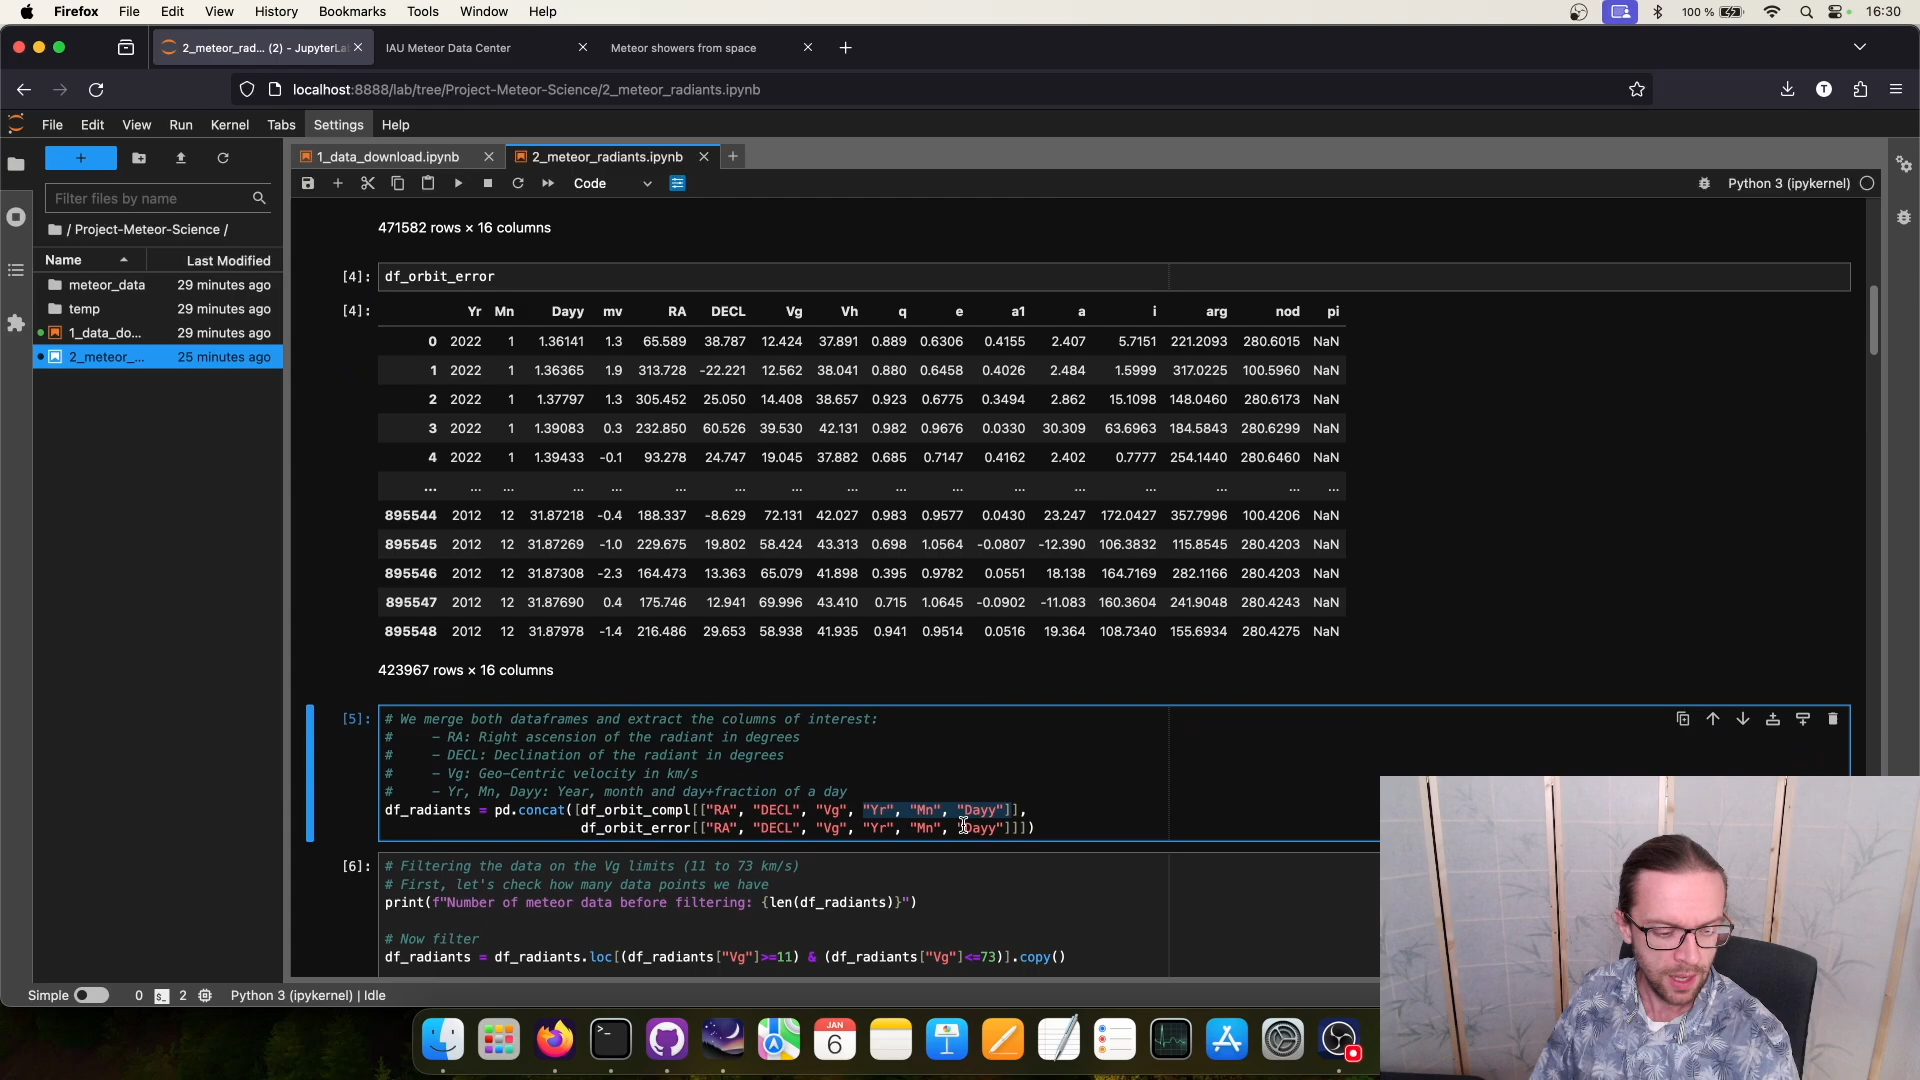 Firefox File Edit View History Bookmarks Tools Window Help 100 % 16:30
2_meteor_rad... (2) - JupyterLa IAU Meteor Data Center Meteor showers from space
localhost:8888/lab/tree/Project-Meteor-Science/2_meteor_radiants.ipynb T
File Edit View Run Kernel Tabs Settings Help
1_data_download.ipynb 2_meteor_radiants.ipynb
Code Python 3 (ipykernel)
Filter files by name
/ Project-Meteor-Science /
Name Last Modified
meteor_data 29 minutes ago
temp 29 minutes ago
1_data_do... 29 minutes ago
2_meteor_... 25 minutes ago
471582 rows × 16 columns
[4]: df_orbit_error
[4]: Yr Mn Dayy mv RA DECL Vg Vh q e a1 a i arg nod pi
0 2022 1 1.36141 1.3 65.589 38.787 12.424 37.891 0.889 0.6306 0.4155 2.407 5.7151 221.2093 280.6015 NaN
1 2022 1 1.36365 1.9 313.728 -22.221 12.562 38.041 0.880 0.6458 0.4026 2.484 1.5999 317.0225 100.5960 NaN
2 2022 1 1.37797 1.3 305.452 25.050 14.408 38.657 0.923 0.6775 0.3494 2.862 15.1098 148.0460 280.6173 NaN
3 2022 1 1.39083 0.3 232.850 60.526 39.530 42.131 0.982 0.9676 0.0330 30.309 63.6963 184.5843 280.6299 NaN
4 2022 1 1.39433 -0.1 93.278 24.747 19.045 37.882 0.685 0.7147 0.4162 2.402 0.7777 254.1440 280.6460 NaN
... ... ... ... ... ... ... ... ... ... ... ... ... ... ... ... ...
895544 2012 12 31.87218 -0.4 188.337 -8.629 72.131 42.027 0.983 0.9577 0.0430 23.247 172.0427 357.7996 100.4206 NaN
895545 2012 12 31.87269 -1.0 229.675 19.802 58.424 43.313 0.698 1.0564 -0.0807 -12.390 106.3832 115.8545 280.4203 NaN
895546 2012 12 31.87308 -2.3 164.473 13.363 65.079 41.898 0.395 0.9782 0.0551 18.138 164.7169 282.1166 280.4203 NaN
895547 2012 12 31.87690 0.4 175.746 12.941 69.996 43.410 0.715 1.0645 -0.0902 -11.083 160.3604 241.9048 280.4243 NaN
895548 2012 12 31.87978 -1.4 216.486 29.653 58.938 41.935 0.941 0.9514 0.0516 19.364 108.7340 155.6934 280.4275 NaN
423967 rows × 16 columns
[5]: # We merge both dataframes and extract the columns of interest:
# - RA: Right ascension of the radiant in degrees
# - DECL: Declination of the radiant in degrees
# - Vg: Geo-Centric velocity in km/s
# - Yr, Mn, Dayy: Year, month and day+fraction of a day
df_radiants = pd.concat([df_orbit_compl[["RA", "DECL", "Vg", "Yr", "Mn", "Dayy"]],
df_orbit_error[["RA", "DECL", "Vg", "Yr", "Mn", "Dayy"]]])
[6]: # Filtering the data on the Vg limits (11 to 73 km/s)
# First, let's check how many data points we have
print(f"Number of meteor data before filtering: {len(df_radiants)}")
# Now filter
df_radiants = df_radiants.loc[(df_radiants["Vg"]>=11) & (df_radiants["Vg"]<=73)].copy()
Simple 0 2 Python 3 (ipykernel) | Idle
JAN
6